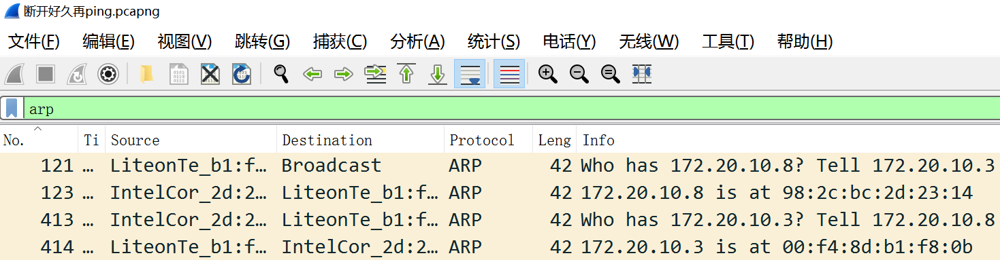 断开好久再ping.pcapng
文件(F) 编辑(E) 视图(V) 跳转(G) 捕获(C) 分析(A) 统计(S) 电话(Y) 无线(W) 工具(T) 帮助(H)
arp
No. Ti Source Destination Protocol Leng Info
121 … LiteonTe_b1:f… Broadcast ARP 42 Who has 172.20.10.8? Tell 172.20.10.3
123 … IntelCor_2d:2… LiteonTe_b1:f… ARP 42 172.20.10.8 is at 98:2c:bc:2d:23:14
413 … IntelCor_2d:2… LiteonTe_b1:f… ARP 42 Who has 172.20.10.3? Tell 172.20.10.8
414 … LiteonTe_b1:f… IntelCor_2d:2… ARP 42 172.20.10.3 is at 00:f4:8d:b1:f8:0b